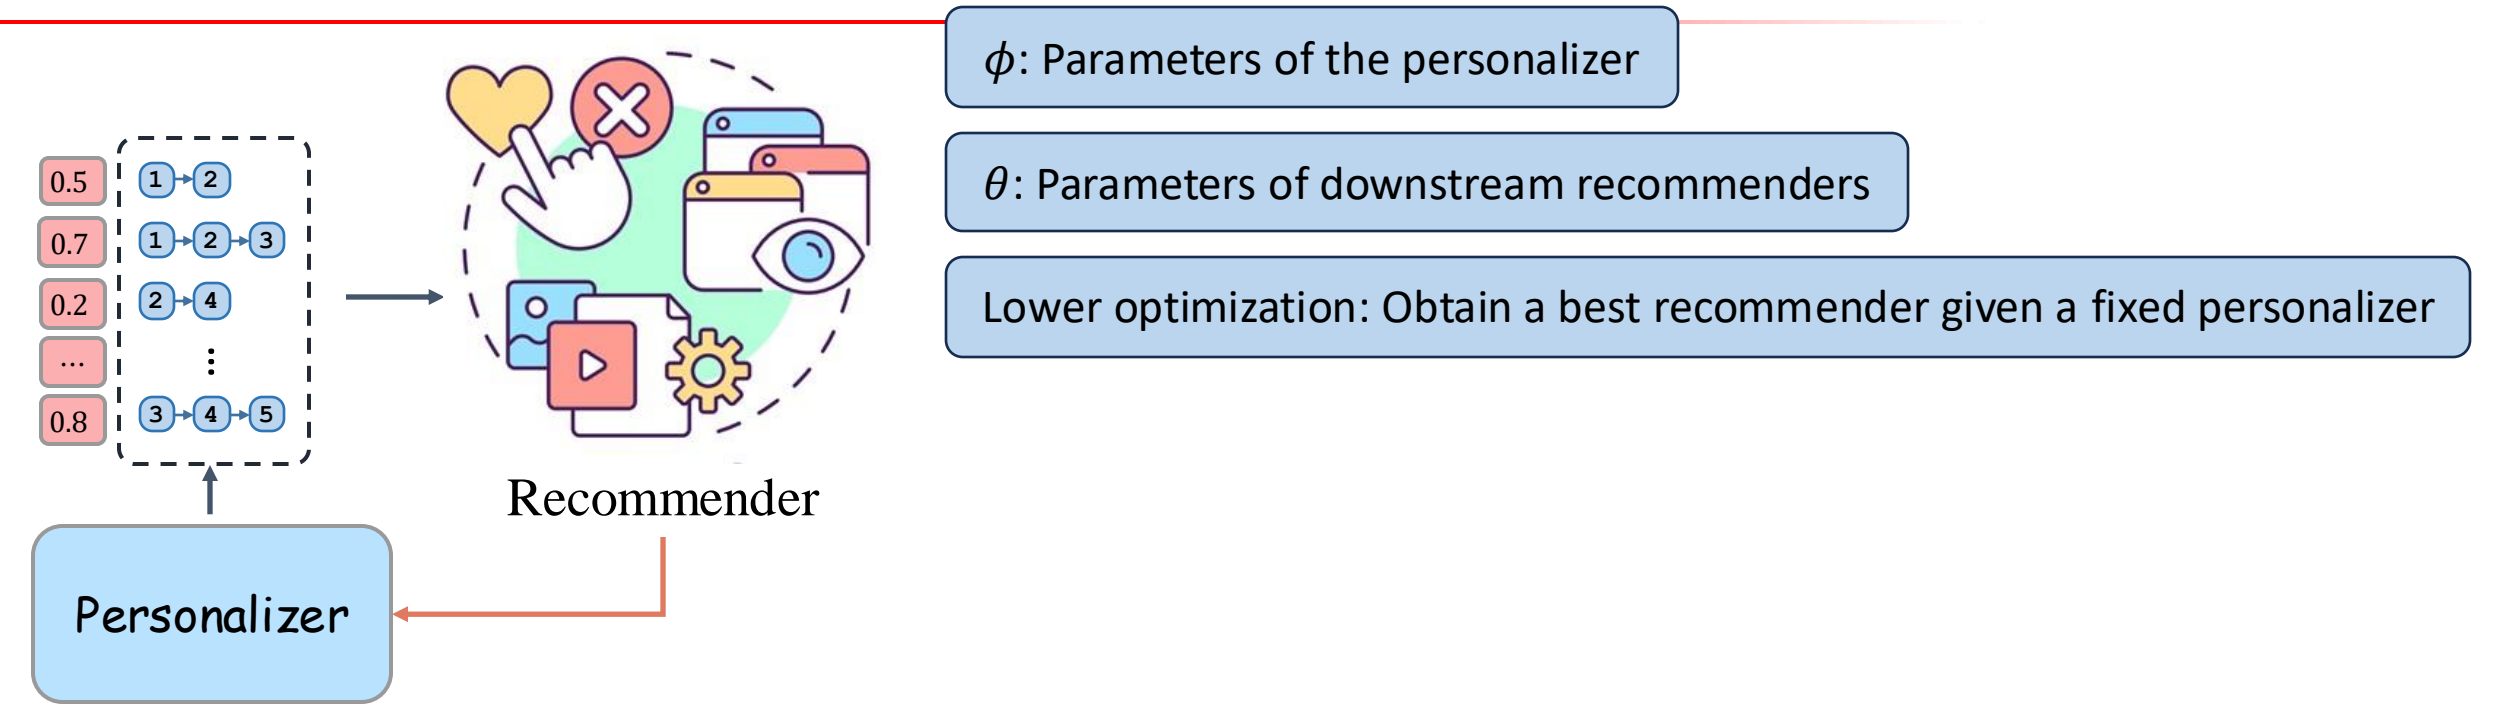 ϕ: Parameters of the personalizer
θ: Parameters of downstream recommenders
Lower optimization: Obtain a best recommender given a fixed personalizer
0.5 1 2
0.7 1 2 3
0.2 2 4
... ⋮
0.8 3 4 5
Recommender
Personalizer